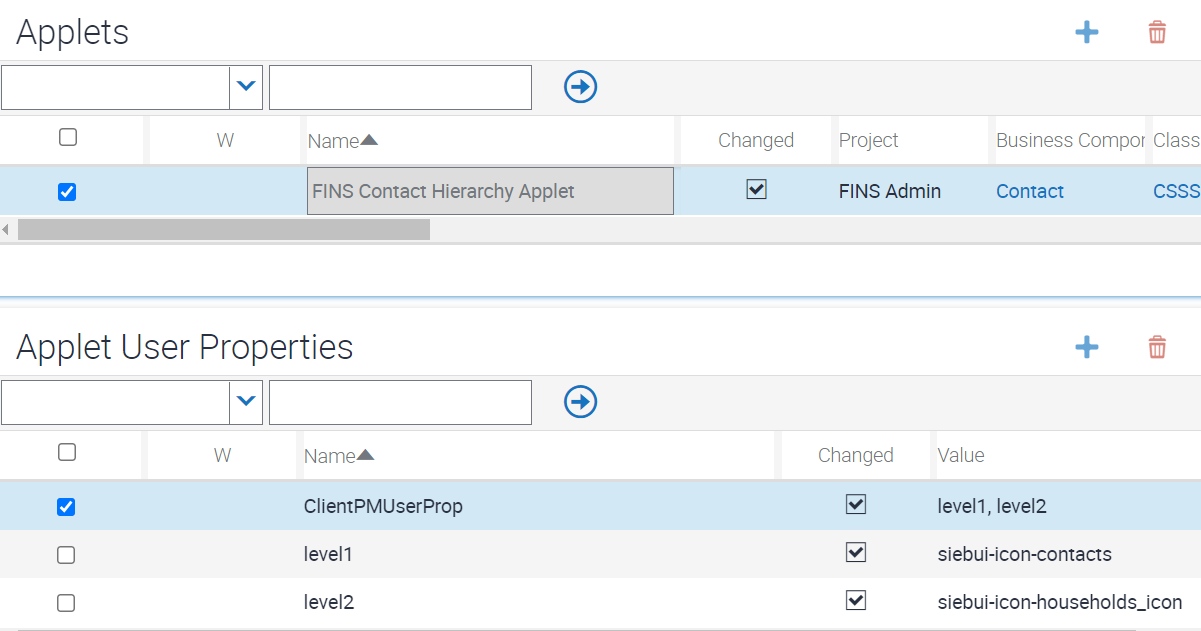 Applets
W Name Changed Project Business Compor Class
FINS Contact Hierarchy Applet FINS Admin Contact CSSS
Applet User Properties
W Name Changed Value
ClientPMUserProp level1, level2
level1 siebui-icon-contacts
level2 siebui-icon-households_icon